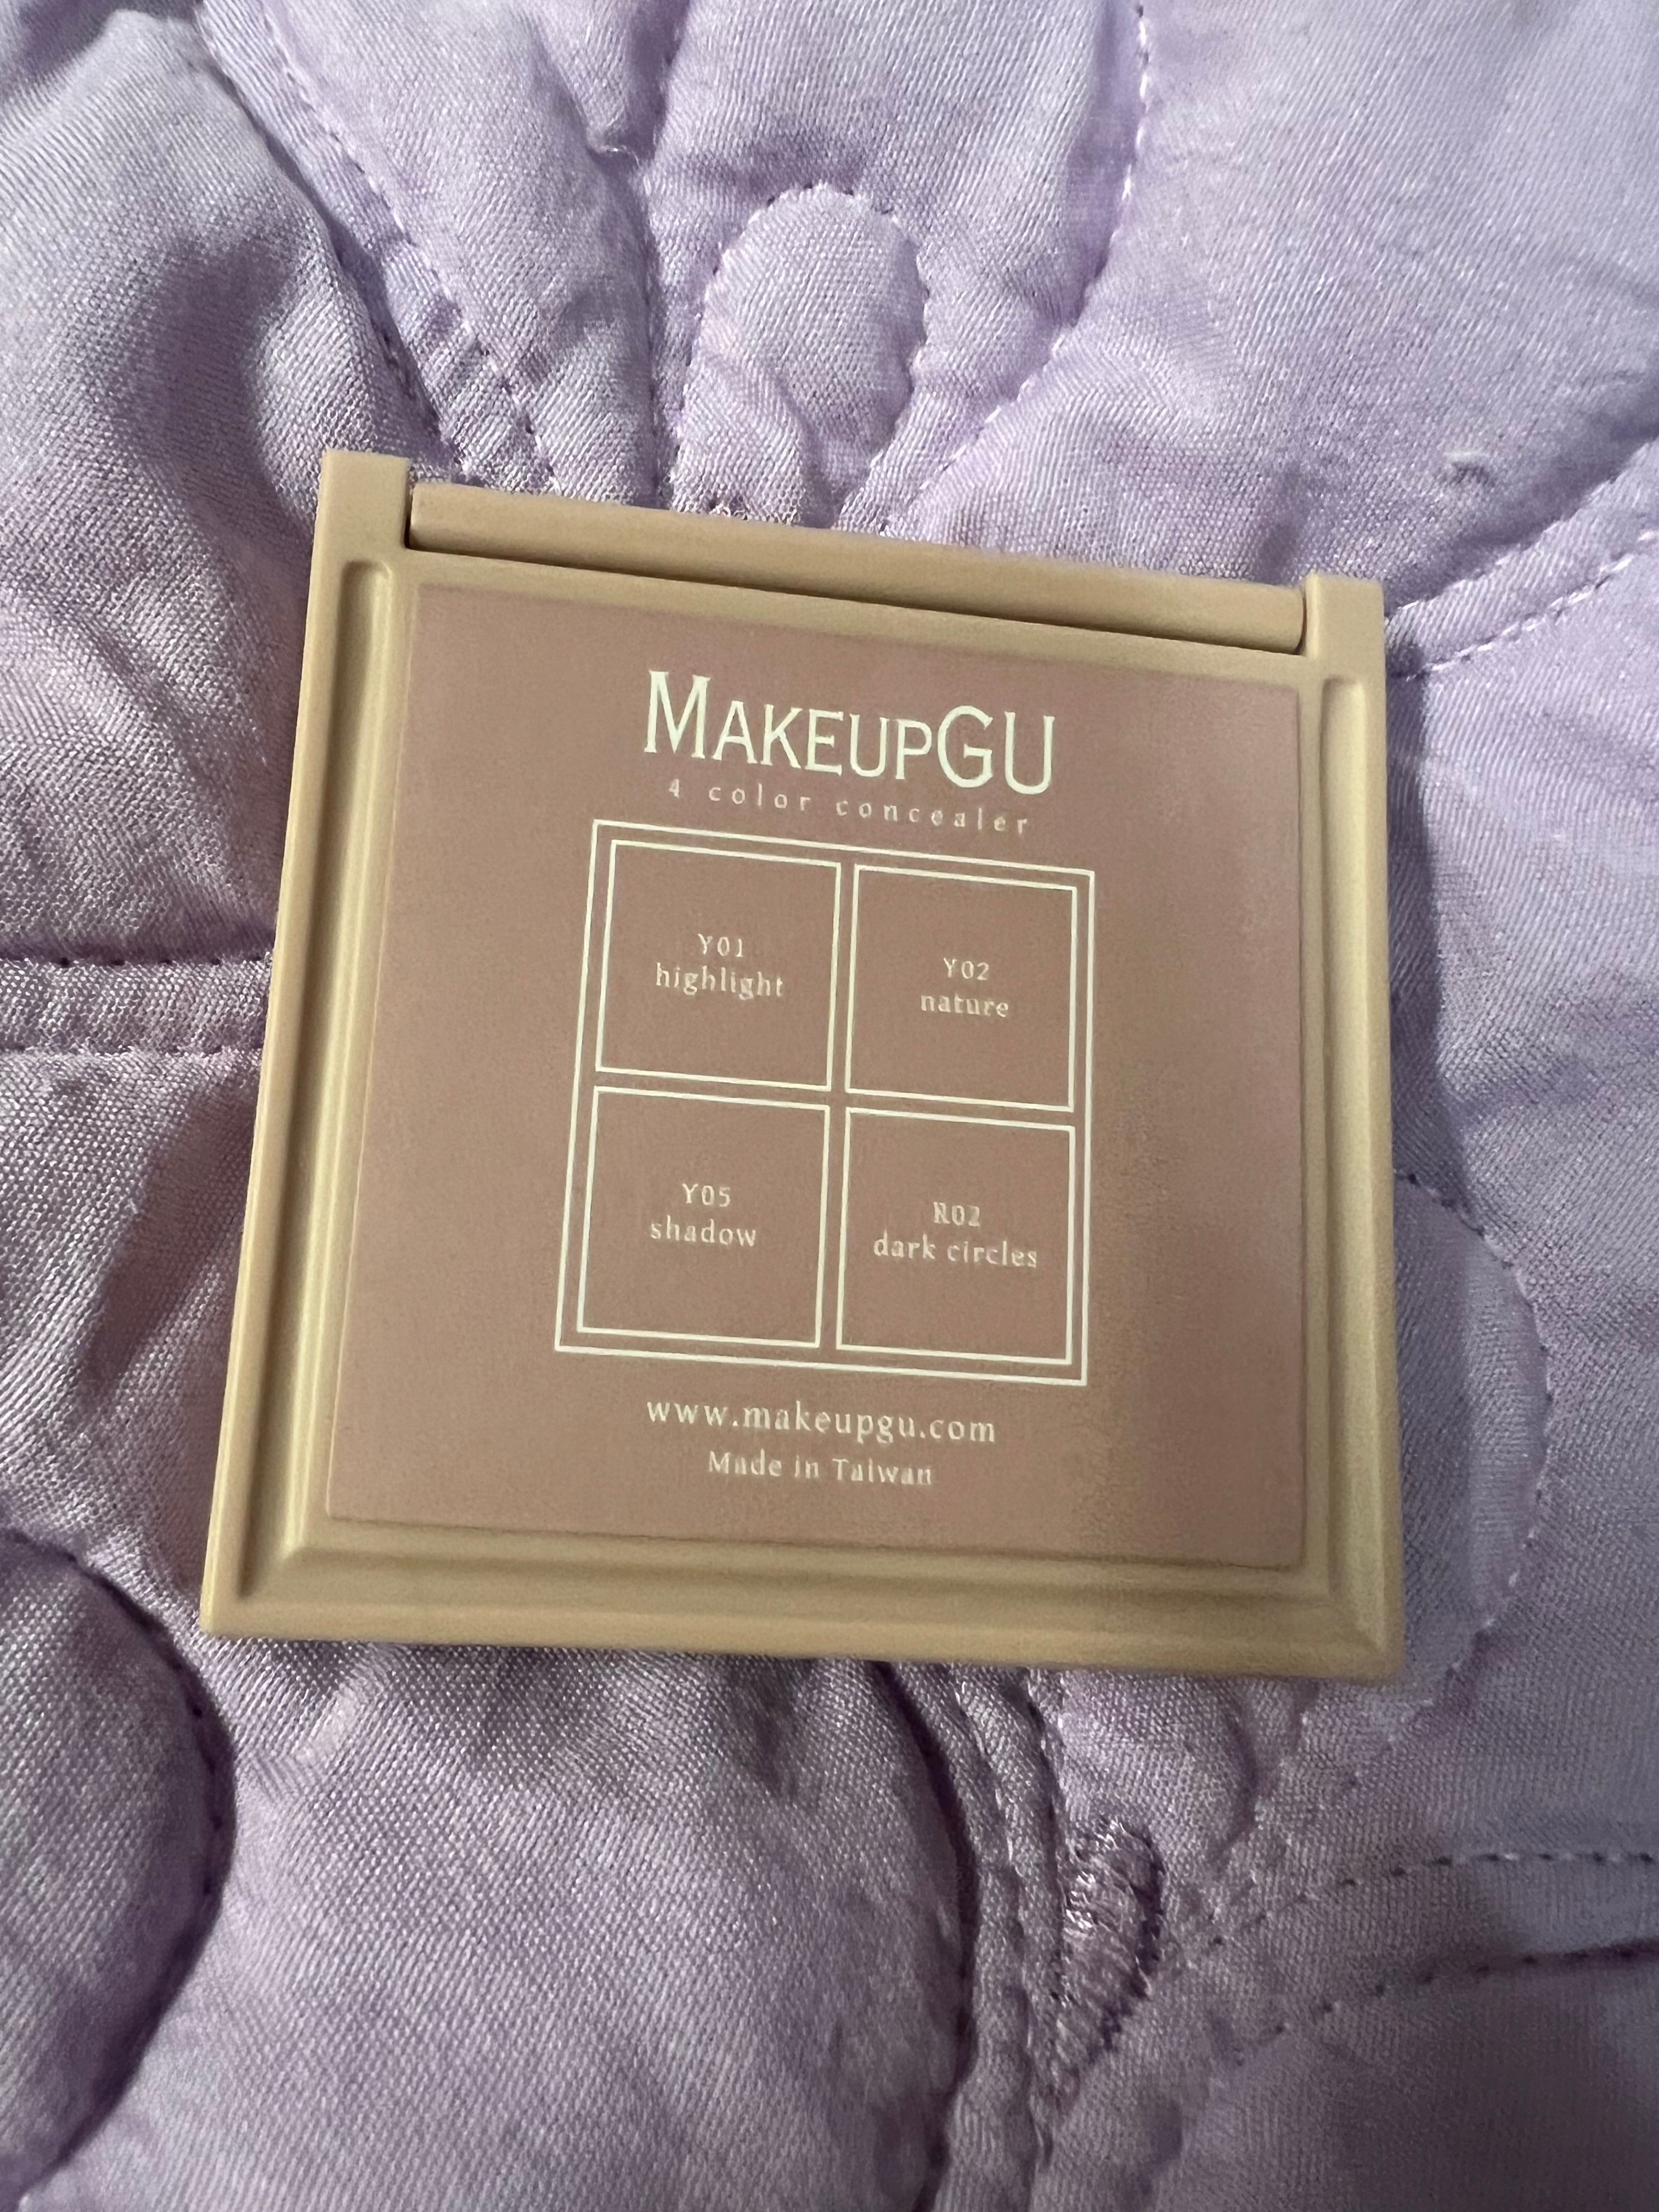 MAKEUPGU
4 color concealer
Y01
highlight
Y02
nature
Y05
shadow
R02
dark circles
www.makeupgu.com
Made in Taiwan